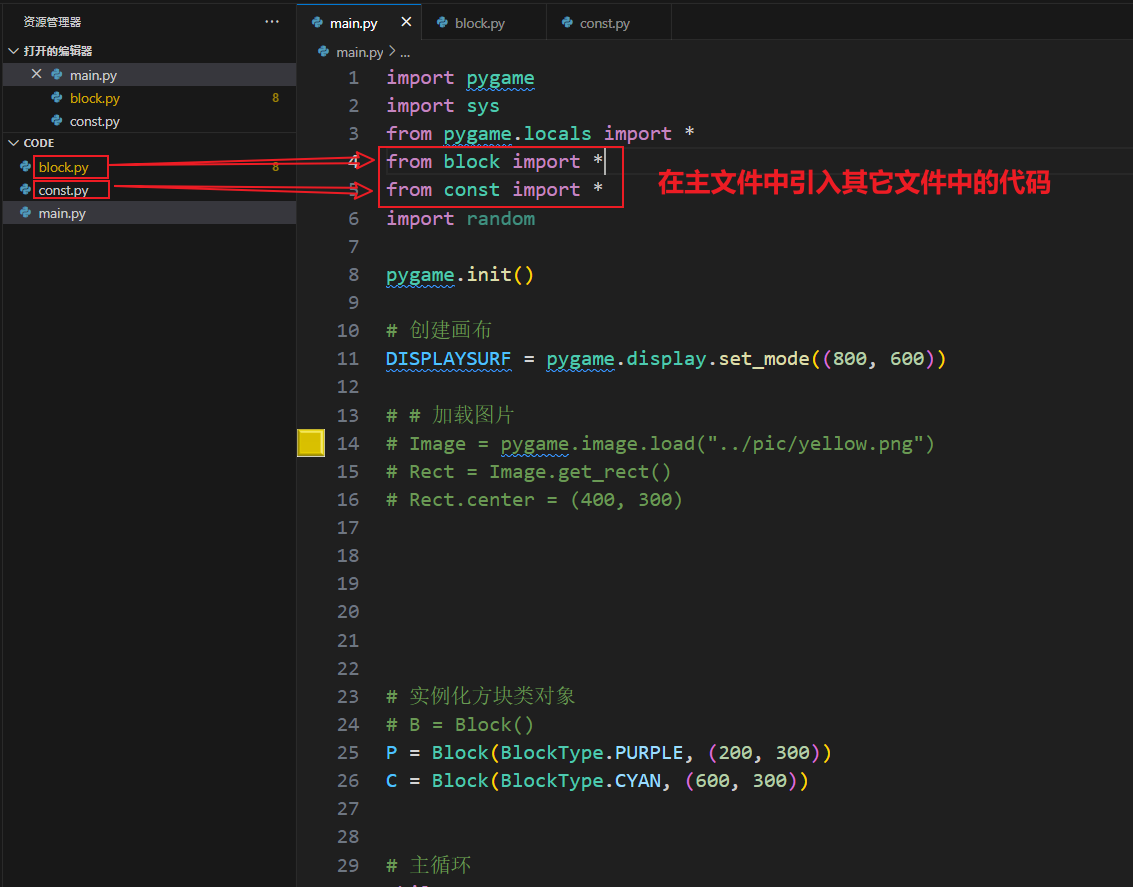 资源管理器 ···
打开的编辑器
main.py
block.py 8
const.py
CODE
block.py 8
const.py
main.py
main.py block.py const.py
main.py > ...
1 import pygame
2 import sys
3 from pygame.locals import *
4 from block import *
5 from const import *
在主文件中引入其它文件中的代码
6 import random
7
8 pygame.init()
9
10 # 创建画布
11 DISPLAYSURF = pygame.display.set_mode((800, 600))
12
13 # # 加载图片
14 # Image = pygame.image.load("../pic/yellow.png")
15 # Rect = Image.get_rect()
16 # Rect.center = (400, 300)
17
18
19
20
21
22
23 # 实例化方块类对象
24 # B = Block()
25 P = Block(BlockType.PURPLE, (200, 300))
26 C = Block(BlockType.CYAN, (600, 300))
27
28
29 # 主循环